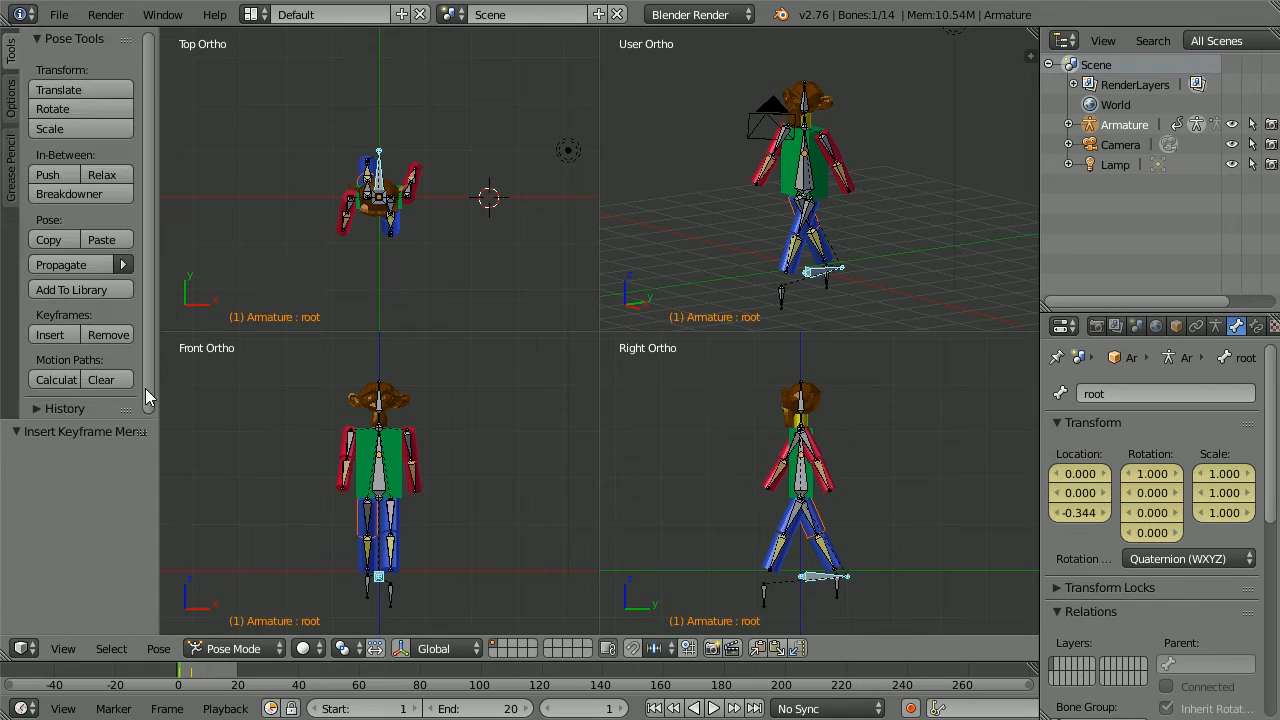 File Render Window Help Default Scene Blender Render v2.76 | Bones:1/14 | Mem:10.54M | Armature
Tools
Options
Grease Pencil
Pose Tools
Transform:
Translate
Rotate
Scale
In-Between:
Push Relax
Breakdowner
Pose:
Copy Paste
Propagate
Add To Library
Keyframes:
Insert Remove
Motion Paths:
Calculat Clear
History
Insert Keyframe Menu
Top Ortho
y
x
(1) Armature : root
User Ortho
z
y
(1) Armature : root
Front Ortho
z
x
(1) Armature : root
Right Ortho
z
y
(1) Armature : root
View Select Pose Pose Mode Global
-40 -20 0 20 40 60 80 100 120 140 160 180 200 220 240 260
View Marker Frame Playback Start: 1 End: 20 1 No Sync
View Search All Scenes
Scene
RenderLayers
World
Armature
Camera
Lamp
Ar Ar root
root
Transform
Location: Rotation: Scale:
0.000 1.000 1.000
0.000 0.000 1.000
-0.344 0.000 1.000
0.000
Rotation ... Quaternion (WXYZ)
Transform Locks
Relations
Layers: Parent:
Connected
Bone Group: Inherit Rotat...